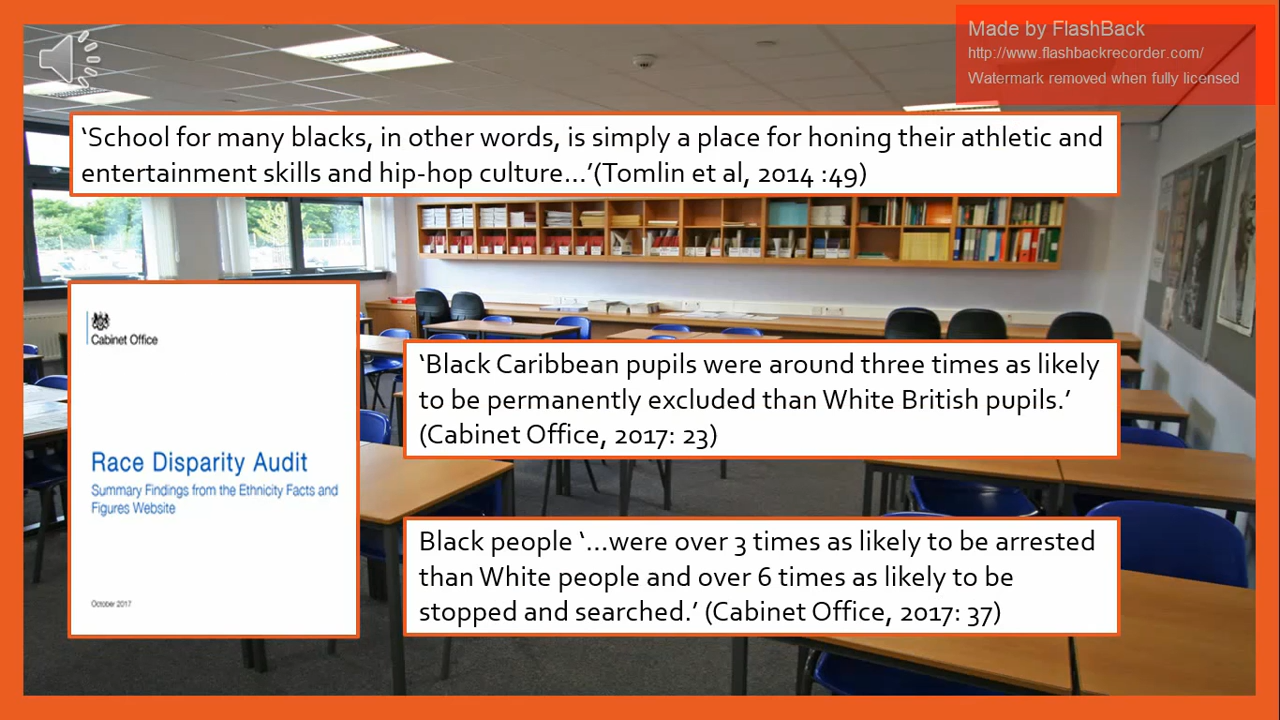 Made by FlashBack
http://www.flashbackrecorder.com/
Watermark removed when fully licensed
‘School for many blacks, in other words, is simply a place for honing their athletic and
entertainment skills and hip-hop culture...’(Tomlin et al, 2014 :49)
Cabinet Office
Race Disparity Audit
Summary Findings from the Ethnicity Facts and
Figures Website
October 2017
‘Black Caribbean pupils were around three times as likely
to be permanently excluded than White British pupils.’
(Cabinet Office, 2017: 23)
Black people ‘...were over 3 times as likely to be arrested
than White people and over 6 times as likely to be
stopped and searched.’ (Cabinet Office, 2017: 37)